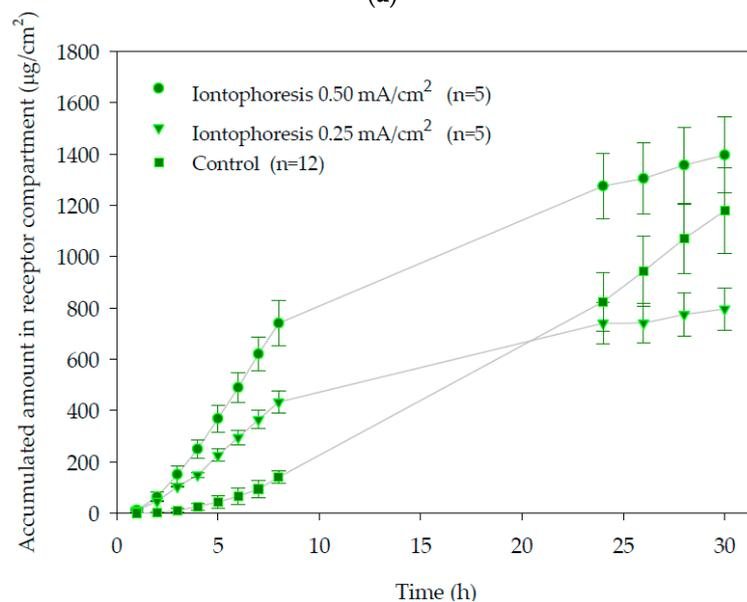 (a)
Accumulated amount in receptor compartment (µg/cm²)
1800
1600
1400
1200
1000
800
600
400
200
0
Iontophoresis 0.50 mA/cm² (n=5)
Iontophoresis 0.25 mA/cm² (n=5)
Control (n=12)
0 5 10 15 20 25 30
Time (h)